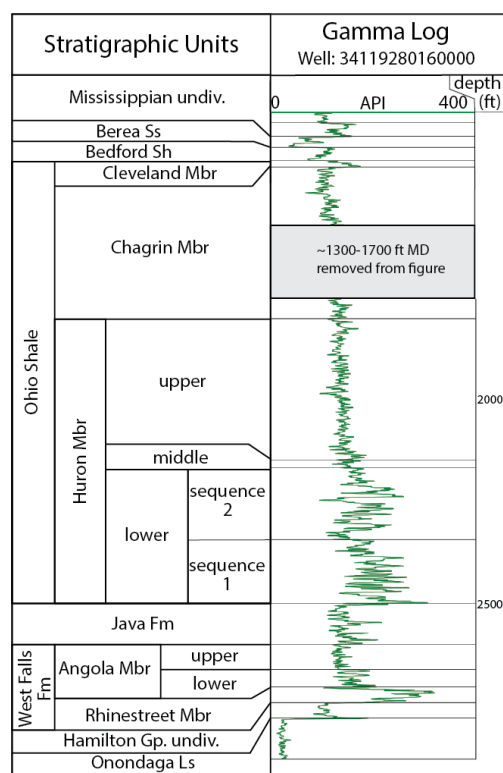 Stratigraphic Units
Gamma Log
Well: 34119280160000
depth
(ft)
0 API 400
Mississippian undiv.
Berea Ss
Bedford Sh
Cleveland Mbr
Chagrin Mbr
~1300-1700 ft MD
removed from figure
Ohio Shale
Huron Mbr
upper
2000
middle
lower
sequence
2
sequence
1
2500
Java Fm
West Falls
Fm
Angola Mbr
upper
lower
Rhinestreet Mbr
Hamilton Gp. undiv.
Onondaga Ls